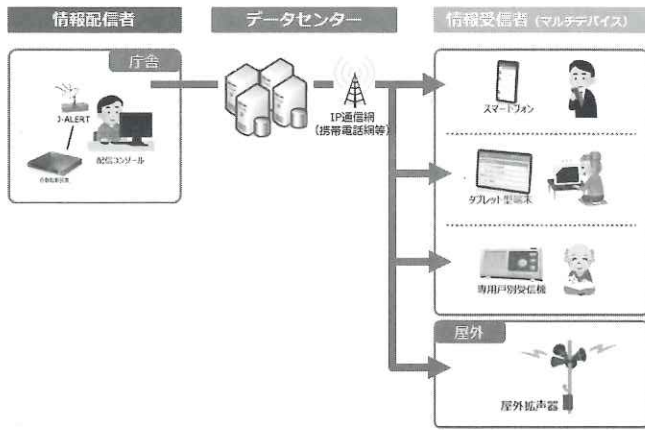 情報配信者
データセンター
情報受信者（マルチデバイス）
庁舎
J-ALERT
配信コンソール
IP通信網
（携帯電話網等）
スマートフォン
タブレット型端末
専用戸別受信機
屋外
屋外拡声器